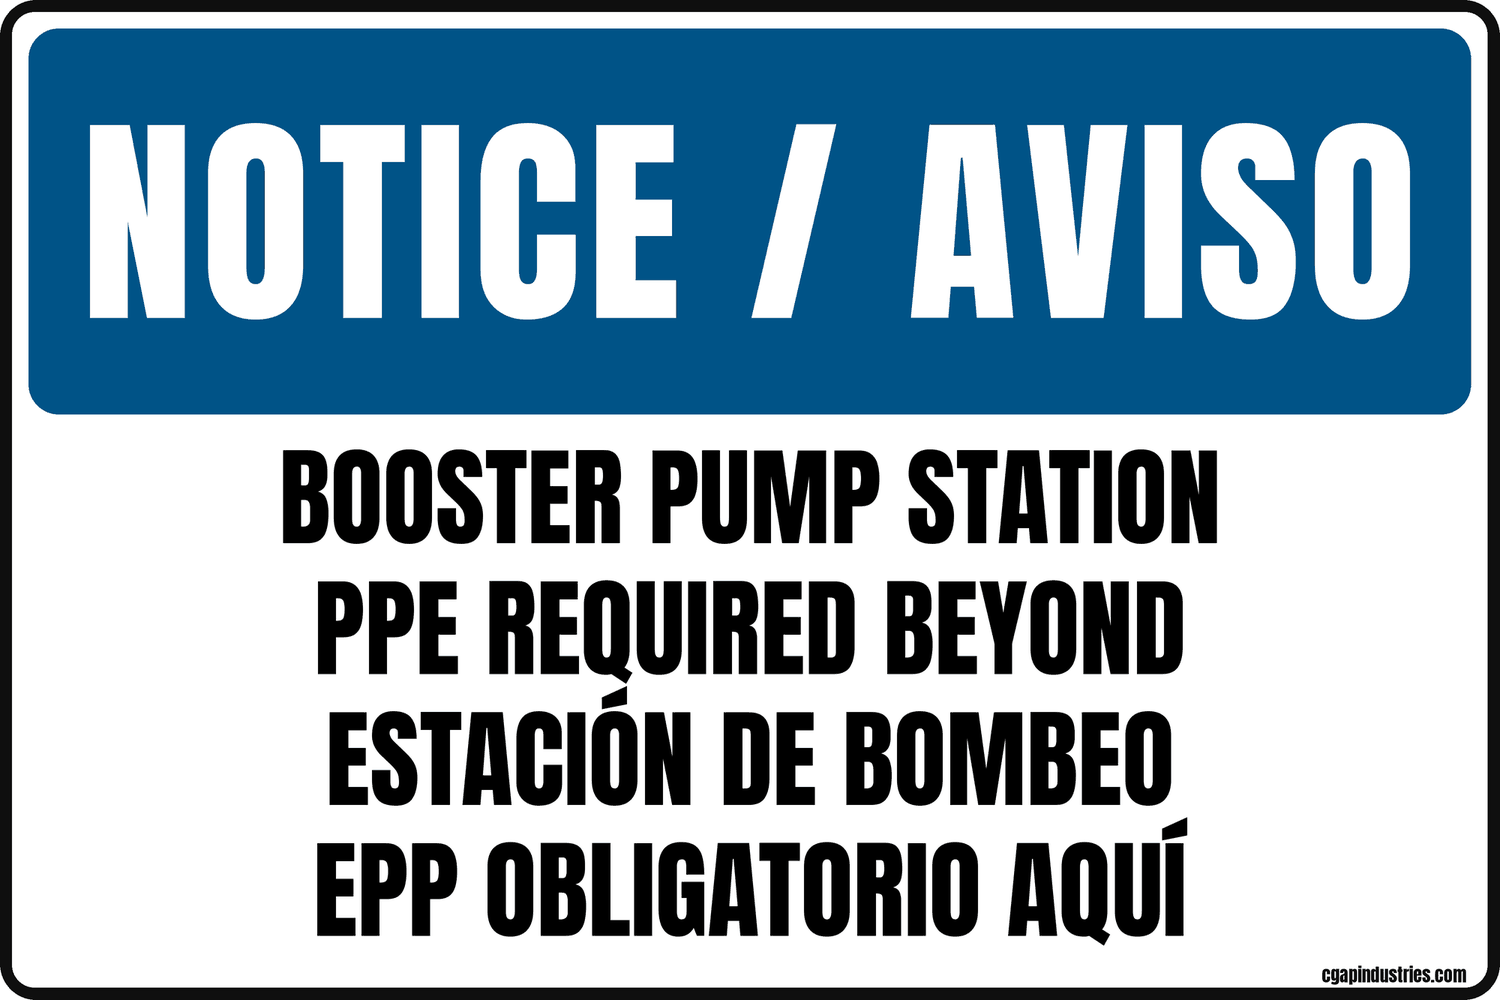 NOTICE / AVISO
BOOSTER PUMP STATION
PPE REQUIRED BEYOND
ESTACIÓN DE BOMBEO
EPP OBLIGATORIO AQUÍ
cgapindustries.com